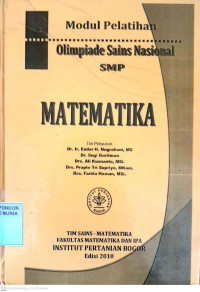 Modul Pelatihan
Olimpiade Sains Nasional
SMP
MATEMATIKA
Tim Penyusun
Dr. Ir. Endar H. Nugrahani, MS
Dr. Sugi Guritman
Dra. Ali Kusnanto, MSi.
Drs. Prapto Tri Supriyo, MKom.
Dra. Farida Hanum, MSi.
TIM SAINS - MATEMATIKA
FAKULTAS MATEMATIKA DAN IPA
INSTITUT PERTANIAN BOGOR
Edisi 2010
PONDOK